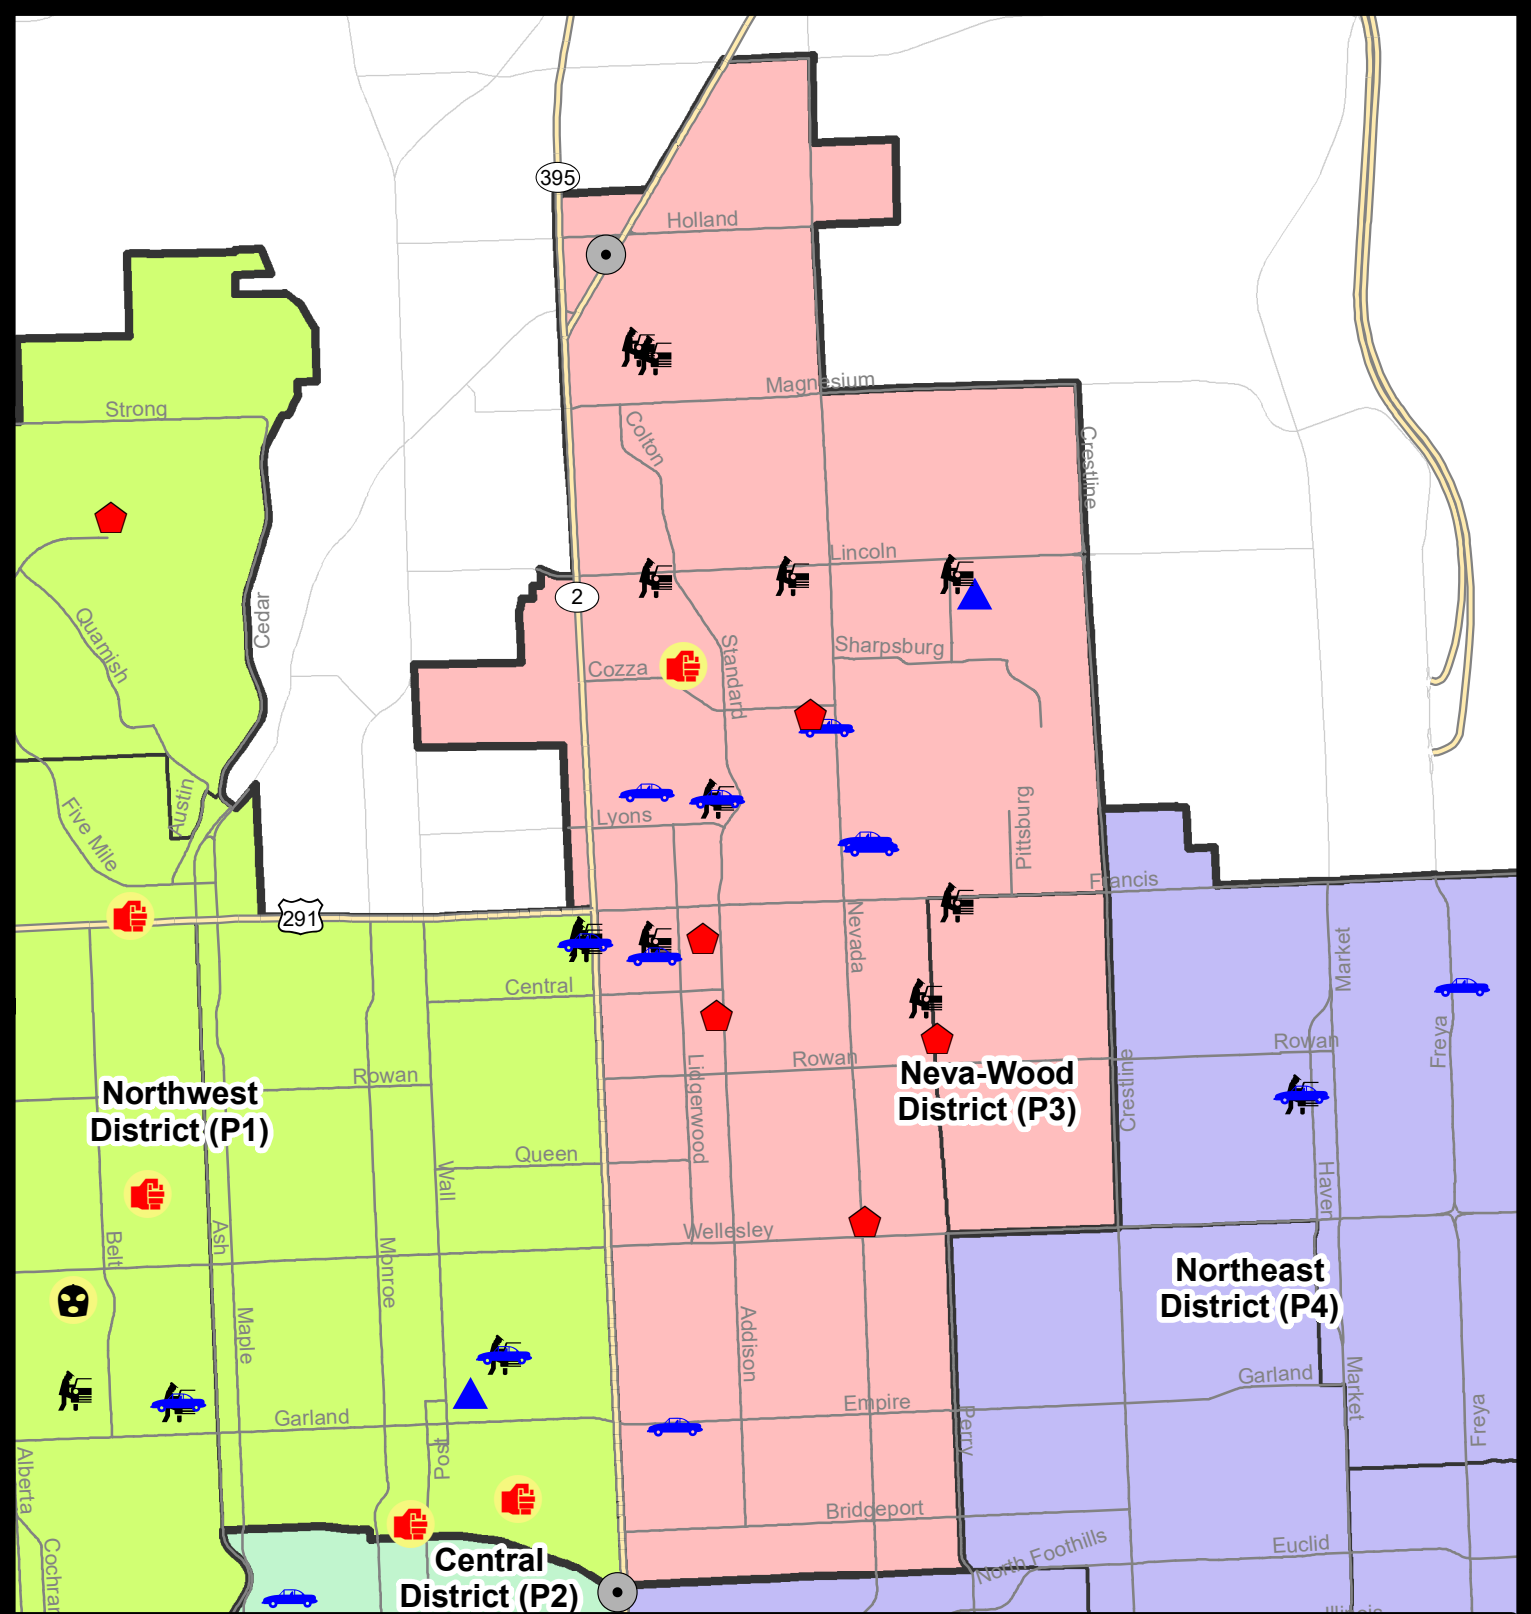 395
Holland
Magnesium
Strong
Colton
Crestline
Lincoln
2
Cedar
Quamish
Sharpsburg
Cozza
Standard
Five Mile
Austin
Lyons
Pittsburg
Francis
291
Nevada
Market
Central
Freya
Rowan
Rowan
Rowan
Lidgerwood
Crestline
Neva-Wood
District (P3)
Northwest
District (P1)
Queen
Wall
Haven
Belt
Ash
Monroe
Wellesley
Northeast
District (P4)
Maple
Addison
Garland
Market
Empire
Garland
Perry
Freya
Post
Alberta
Bridgeport
North Foothills
Euclid
Central
District (P2)